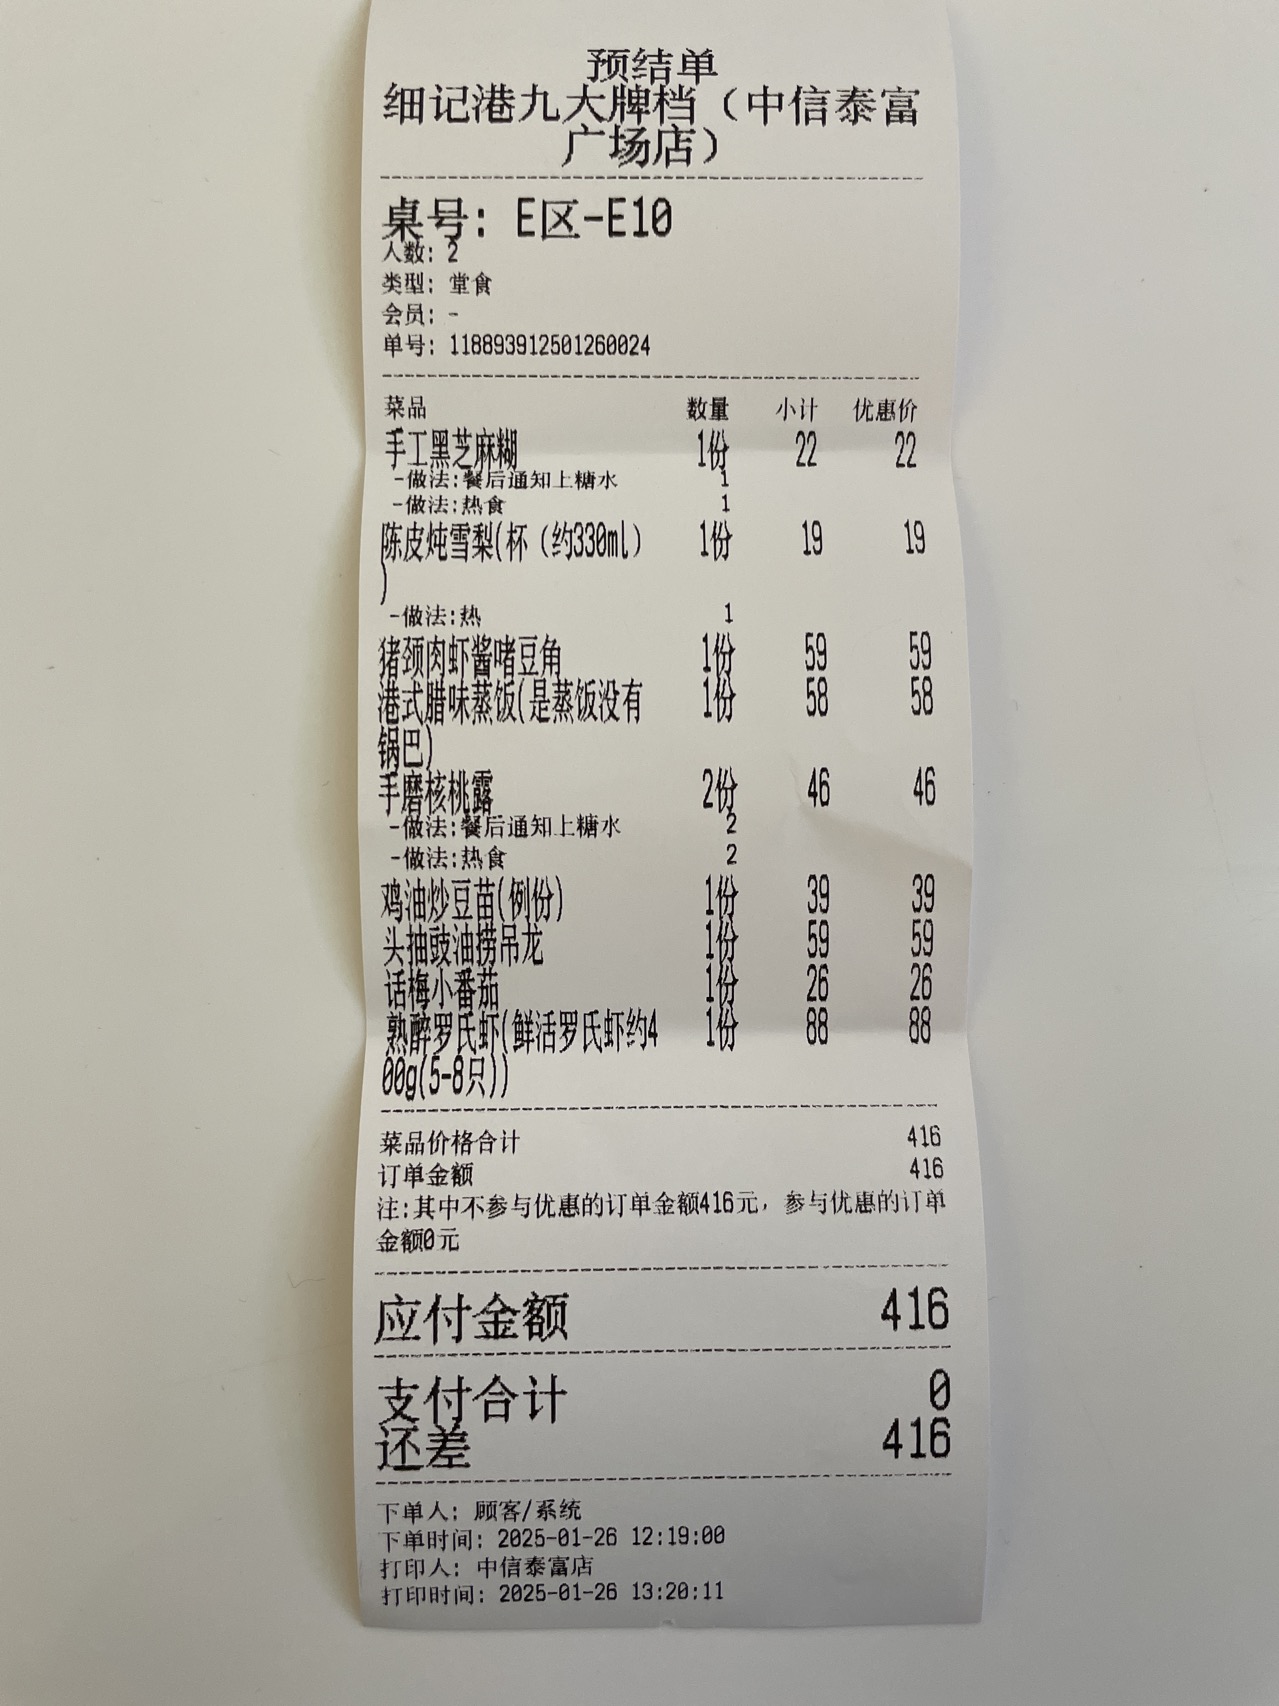 预结单
细记港九大牌档（中信泰富
广场店）
桌号: E区-E10
人数: 2
类型: 堂食
会员: -
单号: 118893912501260024
菜品 数量 小计 优惠价
手工黑芝麻糊 1份 22 22
-做法:餐后通知上糖水 1
-做法:热食 1
陈皮炖雪梨(杯（约330ml） 1份 19 19
)
-做法:热 1
猪颈肉虾酱啫豆角 1份 59 59
港式腊味蒸饭(是蒸饭没有 1份 58 58
锅巴)
手磨核桃露 2份 46 46
-做法:餐后通知上糖水 2
-做法:热食 2
鸡油炒豆苗(例份) 1份 39 39
头抽豉油捞吊龙 1份 59 59
话梅小番茄 1份 26 26
熟醉罗氏虾(鲜活罗氏虾约4 1份 88 88
00g(5-8只))
菜品价格合计 416
订单金额 416
注:其中不参与优惠的订单金额416元，参与优惠的订单
金额0元
应付金额 416
支付合计 0
还差 416
下单人: 顾客/系统
下单时间: 2025-01-26 12:19:00
打印人: 中信泰富店
打印时间: 2025-01-26 13:20:11